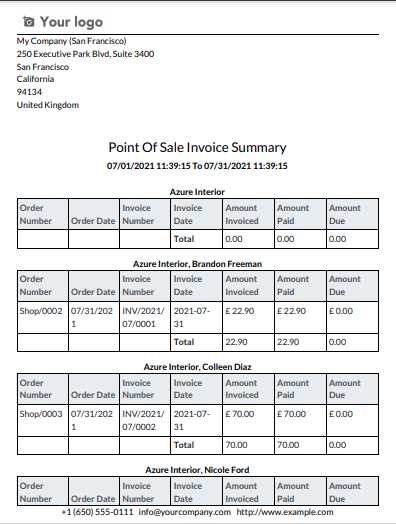 Your logo
My Company (San Francisco)
250 Executive Park Blvd, Suite 3400
San Francisco
California
94134
United Kingdom
Point Of Sale Invoice Summary
07/01/2021 11:39:15 To 07/31/2021 11:39:15
Azure Interior
Order Number Order Date Invoice Number Invoice Date Amount Invoiced Amount Paid Amount Due
Total 0.00 0.00 0.00
Azure Interior, Brandon Freeman
Order Number Order Date Invoice Number Invoice Date Amount Invoiced Amount Paid Amount Due
Shop/0002 07/31/2021 INV/2021/07/0001 2021-07-31 £ 22.90 £ 22.90 £ 0.00
Total 22.90 22.90 0.00
Azure Interior, Colleen Diaz
Order Number Order Date Invoice Number Invoice Date Amount Invoiced Amount Paid Amount Due
Shop/0003 07/31/2021 INV/2021/07/0002 2021-07-31 £ 70.00 £ 70.00 £ 0.00
Total 70.00 70.00 0.00
Azure Interior, Nicole Ford
Order Number Order Date Invoice Number Invoice Date Amount Invoiced Amount Paid Amount Due
+1 (650) 555-0111 info@yourcompany.com http://www.example.com